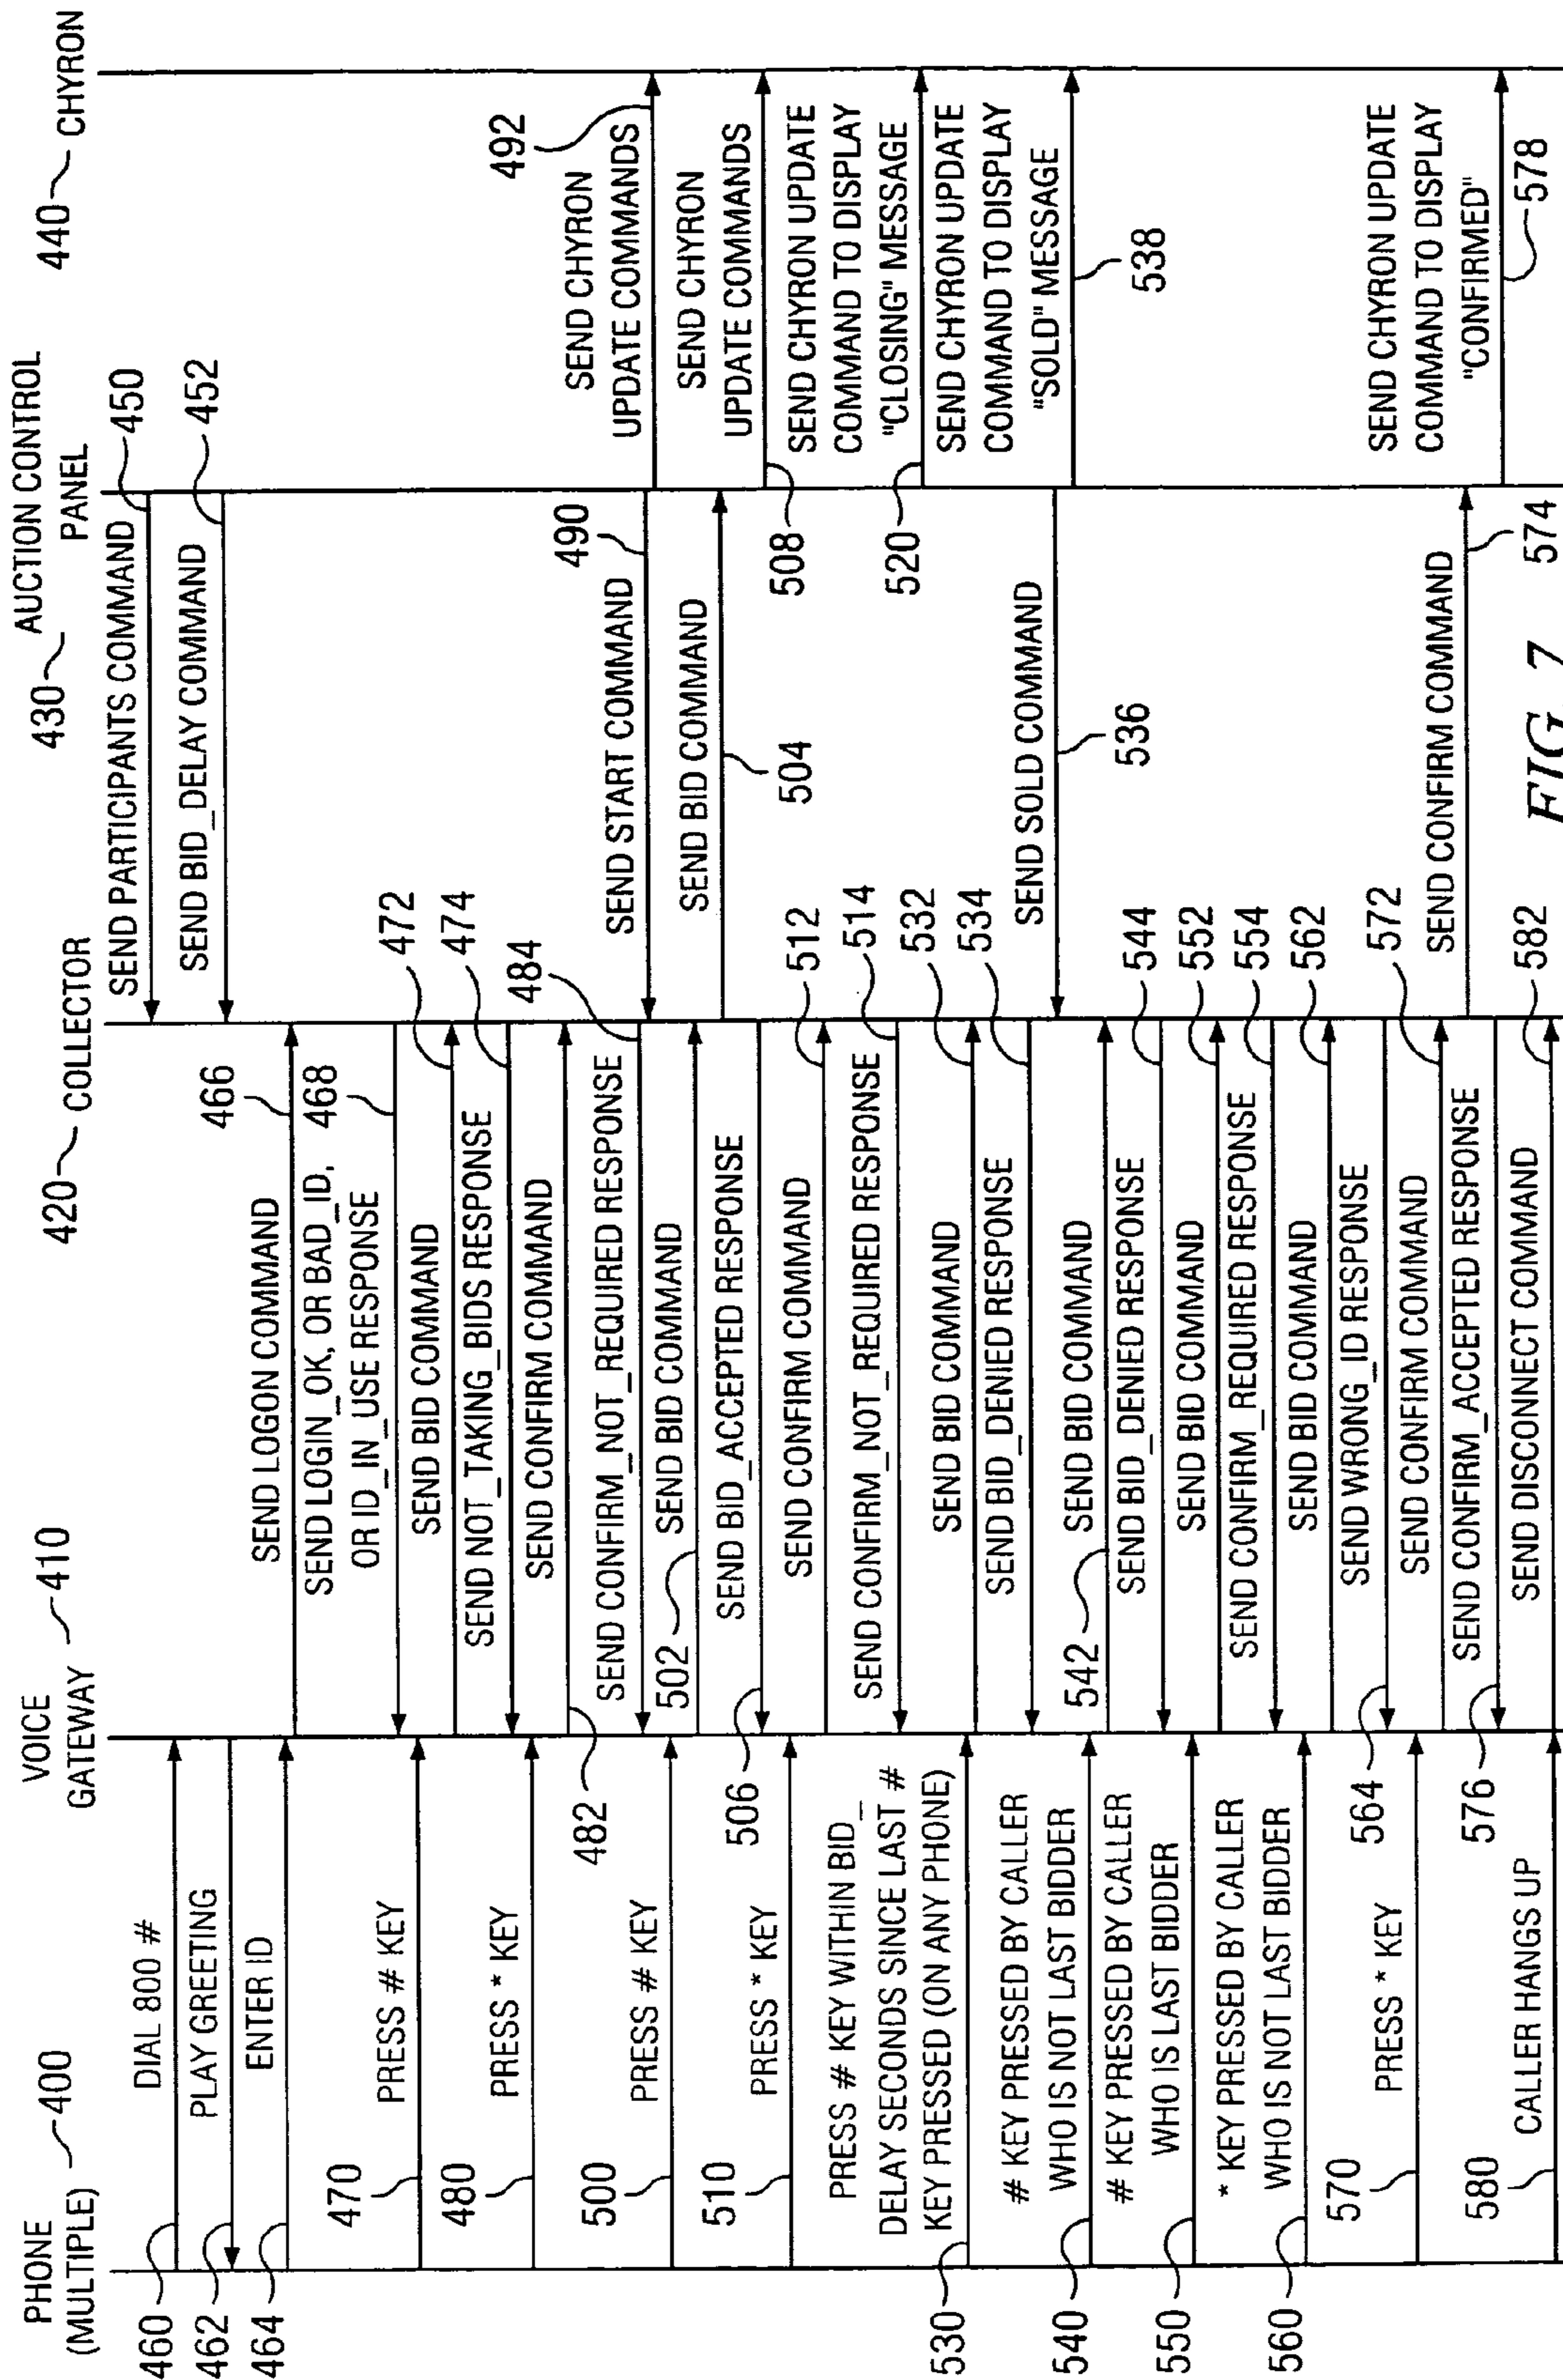 PHONE
(MULTIPLE) 400
VOICE
GATEWAY 410
420 COLLECTOR
AUCTION CONTROL
430 PANEL
440 CHYRON
SEND PARTICIPANTS COMMAND 450
SEND BID_DELAY COMMAND 452
460 DIAL 800 #
462 PLAY GREETING
464 ENTER ID
SEND LOGON COMMAND 466
SEND LOGIN_OK, OR BAD_ID, 468
OR ID_IN_USE RESPONSE
470 PRESS # KEY
SEND BID COMMAND 472
SEND NOT_TAKING_BIDS RESPONSE 474
480 PRESS * KEY
482 SEND CONFIRM COMMAND
SEND CONFIRM_NOT_REQUIRED RESPONSE 484
SEND START COMMAND 490
SEND CHYRON 492
UPDATE COMMANDS
500 PRESS # KEY
502 SEND BID COMMAND
SEND BID COMMAND
504
506 SEND BID_ACCEPTED RESPONSE
SEND CHYRON
UPDATE COMMANDS
508
510 PRESS * KEY
SEND CONFIRM COMMAND 512
SEND CONFIRM_NOT_REQUIRED RESPONSE 514
SEND CHYRON UPDATE
COMMAND TO DISPLAY
"CLOSING" MESSAGE
520
PRESS # KEY WITHIN BID_
DELAY SECONDS SINCE LAST #
KEY PRESSED (ON ANY PHONE)
530
SEND BID COMMAND 532
SEND BID_DENIED RESPONSE 534
SEND SOLD COMMAND
536
SEND CHYRON UPDATE
COMMAND TO DISPLAY
"SOLD" MESSAGE
538
# KEY PRESSED BY CALLER
WHO IS NOT LAST BIDDER
540
542 SEND BID COMMAND
SEND BID_DENIED RESPONSE 544
# KEY PRESSED BY CALLER
WHO IS LAST BIDDER
550
SEND BID COMMAND 552
SEND CONFIRM_REQUIRED RESPONSE 554
* KEY PRESSED BY CALLER
WHO IS NOT LAST BIDDER
560
SEND BID COMMAND 562
564 SEND WRONG_ID RESPONSE
570 PRESS * KEY
SEND CONFIRM COMMAND 572
SEND CONFIRM COMMAND
574
576 SEND CONFIRM_ACCEPTED RESPONSE
SEND CHYRON UPDATE
COMMAND TO DISPLAY
"CONFIRMED"
578
580 CALLER HANGS UP
SEND DISCONNECT COMMAND 582
FIG. 7